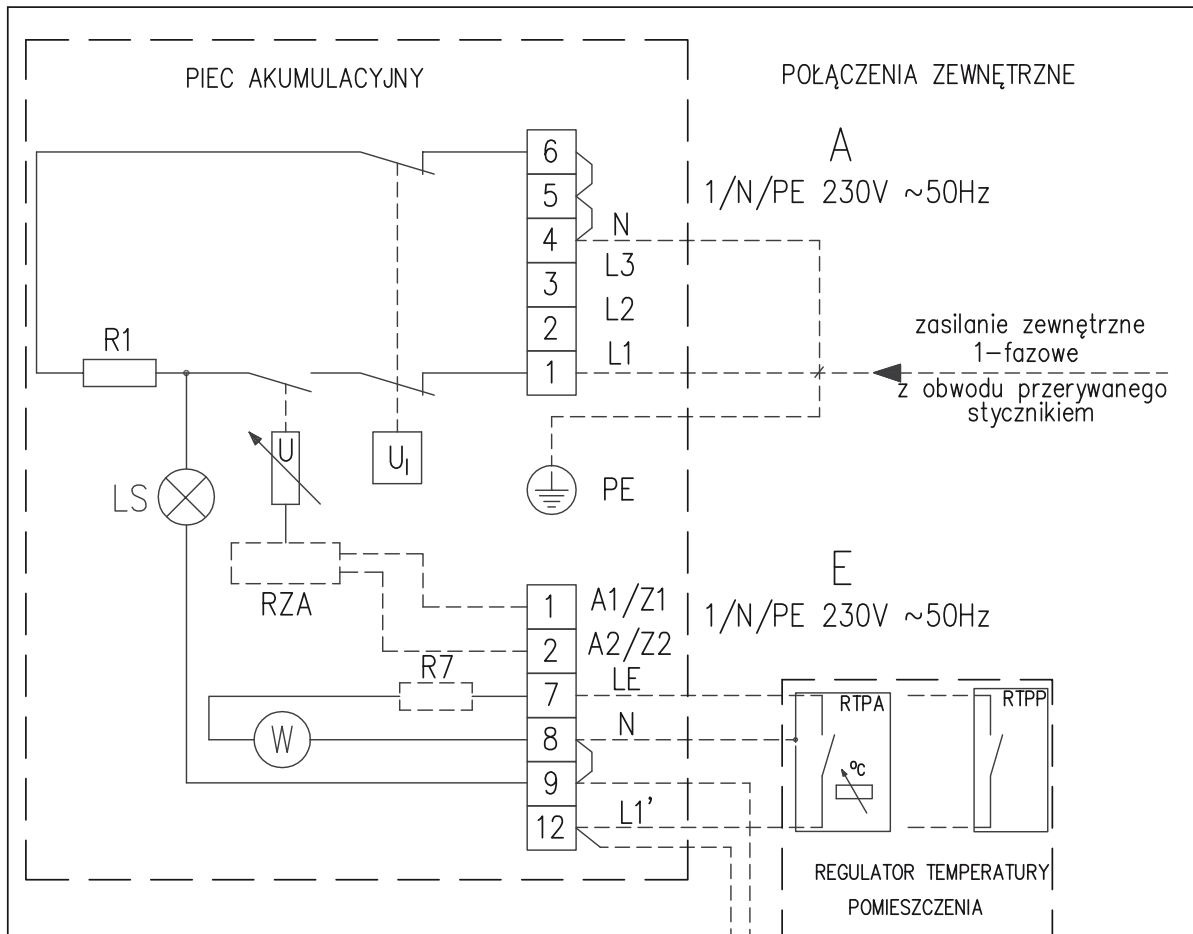 PIEC AKUMULACYJNY
POŁĄCZENIA ZEWNĘTRZNE
A
1/N/PE 230V ~50Hz
6
5
4
N
3
L3
2
L2
1
L1
R1
zasilanie zewnętrzne
1-fazowe
z obwodu przerywanego
stycznikiem
U
UI
LS
PE
RZA
E
1/N/PE 230V ~50Hz
1
A1/Z1
2
A2/Z2
R7
7
LE
W
8
N
9
12
L1’
RTPA
RTPP
ºC
REGULATOR TEMPERATURY
POMIESZCZENIA